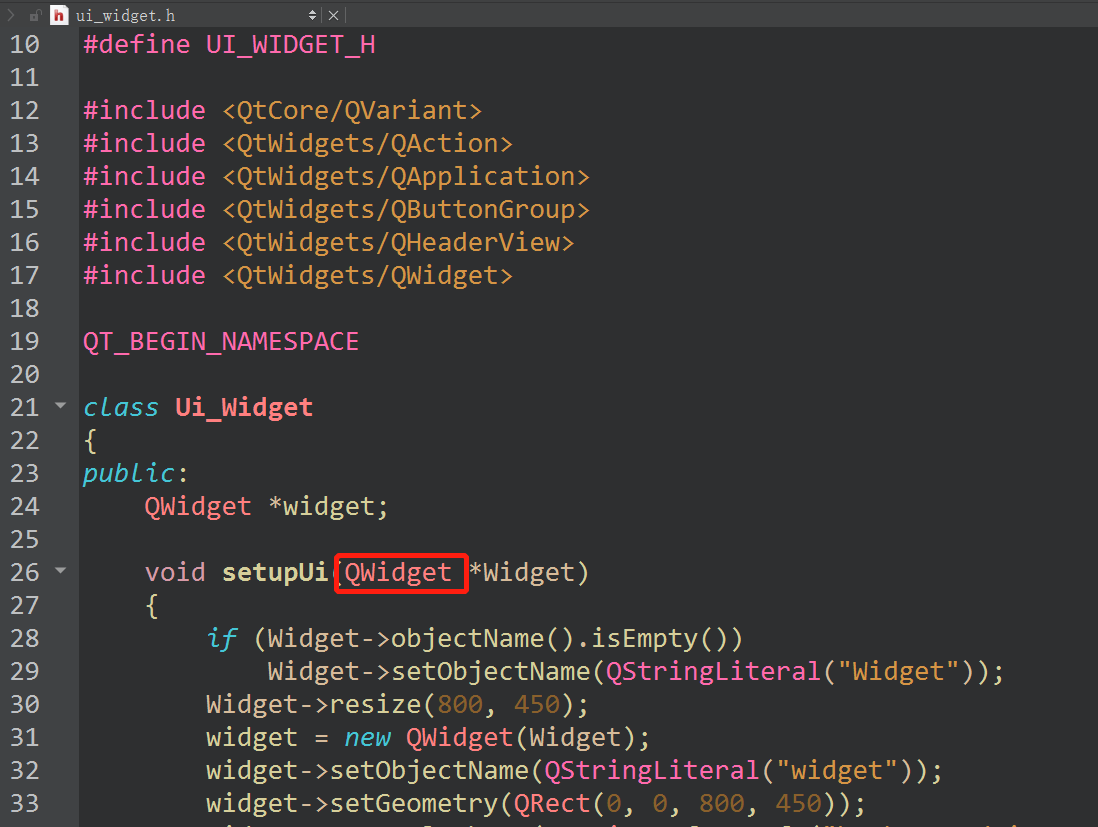 h ui_widget.h
10 #define UI_WIDGET_H
11
12 #include <QtCore/QVariant>
13 #include <QtWidgets/QAction>
14 #include <QtWidgets/QApplication>
15 #include <QtWidgets/QButtonGroup>
16 #include <QtWidgets/QHeaderView>
17 #include <QtWidgets/QWidget>
18
19 QT_BEGIN_NAMESPACE
20
21 class Ui_Widget
22 {
23 public:
24     QWidget *widget;
25
26     void setupUi(QWidget *Widget)
27     {
28         if (Widget->objectName().isEmpty())
29             Widget->setObjectName(QStringLiteral("Widget"));
30         Widget->resize(800, 450);
31         widget = new QWidget(Widget);
32         widget->setObjectName(QStringLiteral("widget"));
33         widget->setGeometry(QRect(0, 0, 800, 450));